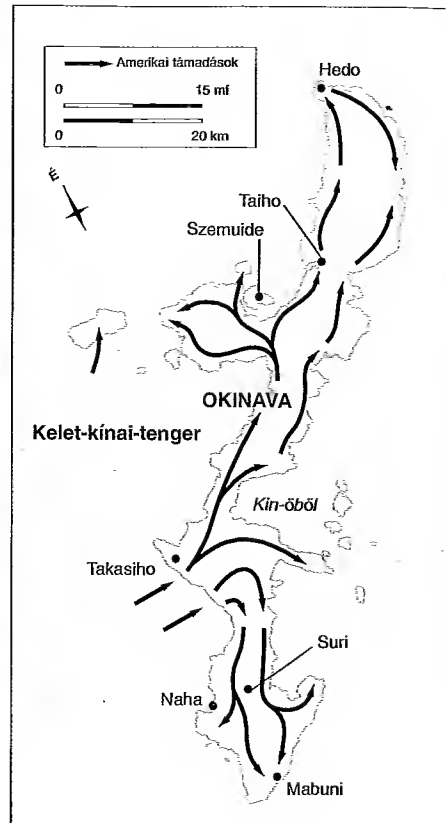 Amerikai támadások
0 15 mf
0 20 km
É
Hedo
Taiho
Szemuide
OKINAVA
Kelet-kínai-tenger
Kin-öböl
Takasiho
Suri
Naha
Mabuni